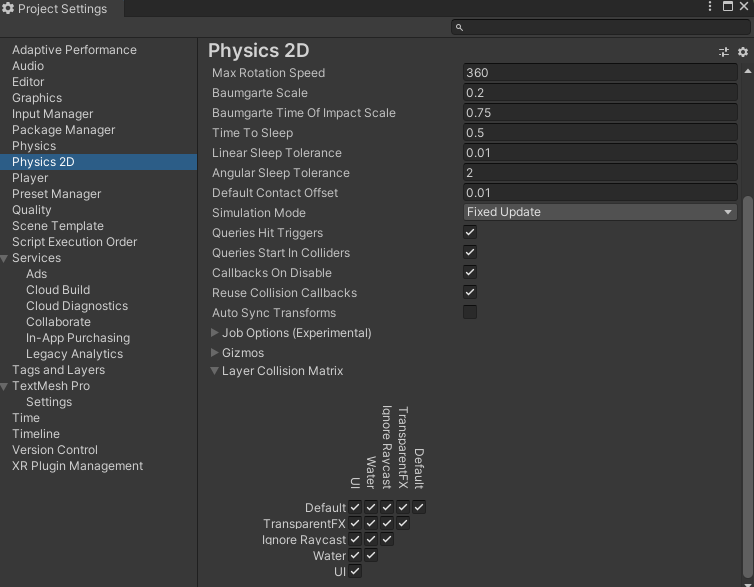 Project Settings
Adaptive Performance
Audio
Editor
Graphics
Input Manager
Package Manager
Physics
Physics 2D
Player
Preset Manager
Quality
Scene Template
Script Execution Order
Services
Ads
Cloud Build
Cloud Diagnostics
Collaborate
In-App Purchasing
Legacy Analytics
Tags and Layers
TextMesh Pro
Settings
Time
Timeline
Version Control
XR Plugin Management
Physics 2D
Max Rotation Speed 360
Baumgarte Scale 0.2
Baumgarte Time Of Impact Scale 0.75
Time To Sleep 0.5
Linear Sleep Tolerance 0.01
Angular Sleep Tolerance 2
Default Contact Offset 0.01
Simulation Mode Fixed Update
Queries Hit Triggers
Queries Start In Colliders
Callbacks On Disable
Reuse Collision Callbacks
Auto Sync Transforms
Job Options (Experimental)
Gizmos
Layer Collision Matrix
UI
Water
Ignore Raycast
TransparentFX
Default
Default
TransparentFX
Ignore Raycast
Water
UI